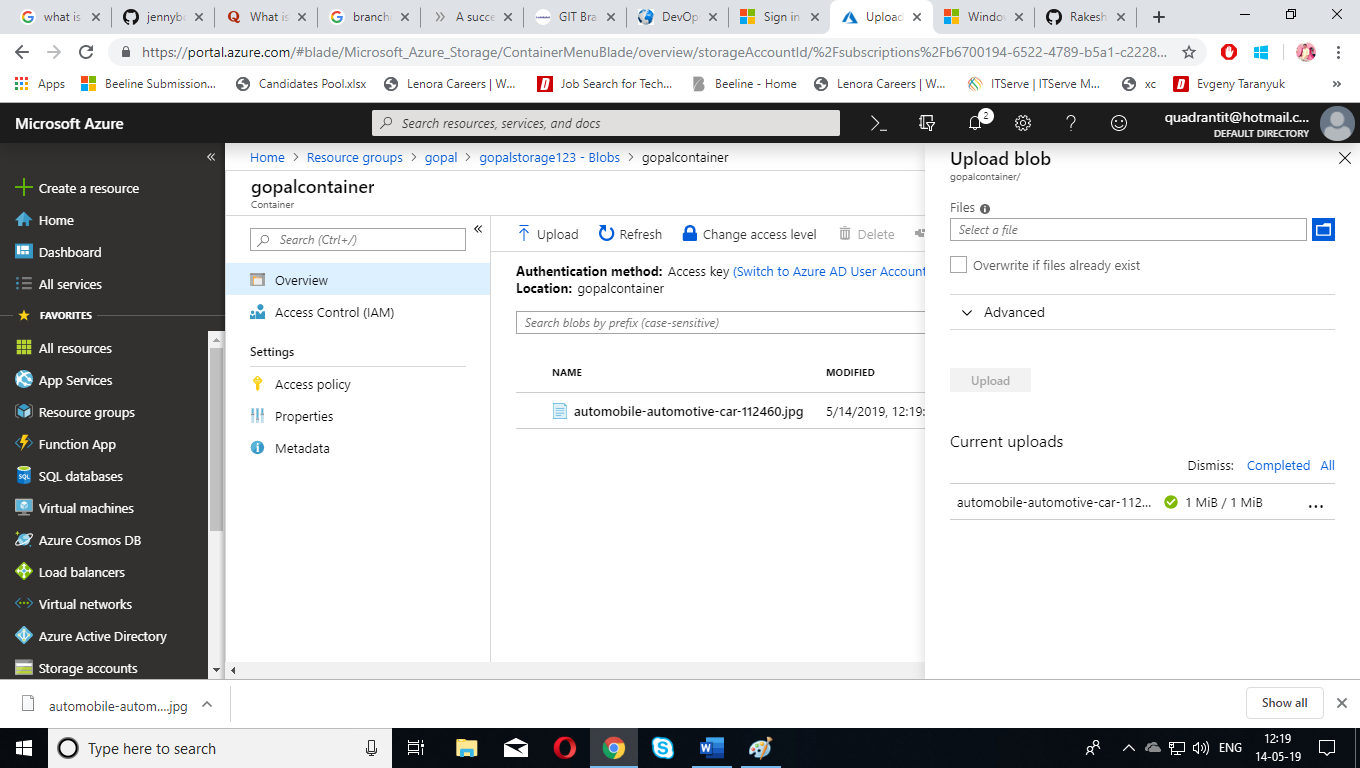 what is
jennyb
What is
branchi
A succe
GIT Bra
DevOp
Sign in
Upload
Windo
Rakesh
https://portal.azure.com/#blade/Microsoft_Azure_Storage/ContainerMenuBlade/overview/storageAccountId/%2Fsubscriptions%2Fb6700194-6522-4789-b5a1-c2228...
Apps
Beeline Submission...
Candidates Pool.xlsx
Lenora Careers | W...
Job Search for Tech...
Beeline - Home
Lenora Careers | W...
ITServe | ITServe M...
xc
Evgeny Taranyuk
»
Microsoft Azure
Search resources, services, and docs
2
quadrantit@hotmail.c...
DEFAULT DIRECTORY
Create a resource
Home
Dashboard
All services
FAVORITES
All resources
App Services
Resource groups
Function App
SQL databases
Virtual machines
Azure Cosmos DB
Load balancers
Virtual networks
Azure Active Directory
Storage accounts
Home > Resource groups > gopal > gopalstorage123 - Blobs > gopalcontainer
gopalcontainer
Container
Search (Ctrl+/)
Overview
Access Control (IAM)
Settings
Access policy
Properties
Metadata
Upload
Refresh
Change access level
Delete
Authentication method: Access key (Switch to Azure AD User Account
Location: gopalcontainer
Search blobs by prefix (case-sensitive)
NAME MODIFIED
automobile-automotive-car-112460.jpg 5/14/2019, 12:19:
Upload blob
gopalcontainer/
Files
Select a file
Overwrite if files already exist
Advanced
Upload
Current uploads
Dismiss: Completed All
automobile-automotive-car-112... 1 MiB / 1 MiB ...
automobile-autom....jpg
Show all
Type here to search
ENG
12:19
14-05-19